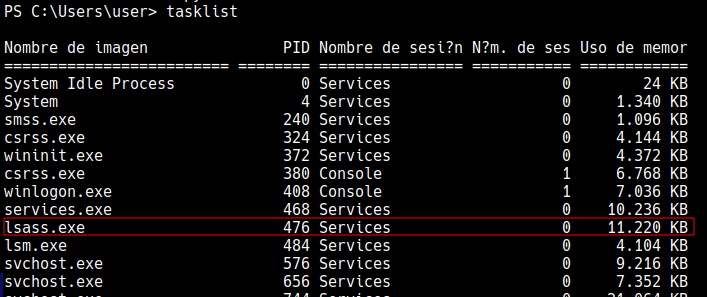 PS C:\Users\user> tasklist
Nombre de imagen PID Nombre de sesi?n N?m. de ses Uso de memor
========================= ======== ================ =========== ============
System Idle Process 0 Services 0 24 KB
System 4 Services 0 1.340 KB
smss.exe 240 Services 0 1.096 KB
csrss.exe 324 Services 0 4.144 KB
wininit.exe 372 Services 0 4.372 KB
csrss.exe 380 Console 1 6.768 KB
winlogon.exe 408 Console 1 7.036 KB
services.exe 468 Services 0 10.236 KB
lsass.exe 476 Services 0 11.220 KB
lsm.exe 484 Services 0 4.104 KB
svchost.exe 576 Services 0 9.216 KB
svchost.exe 656 Services 0 7.352 KB
svchost.exe 744 Services 0 21.064 KB